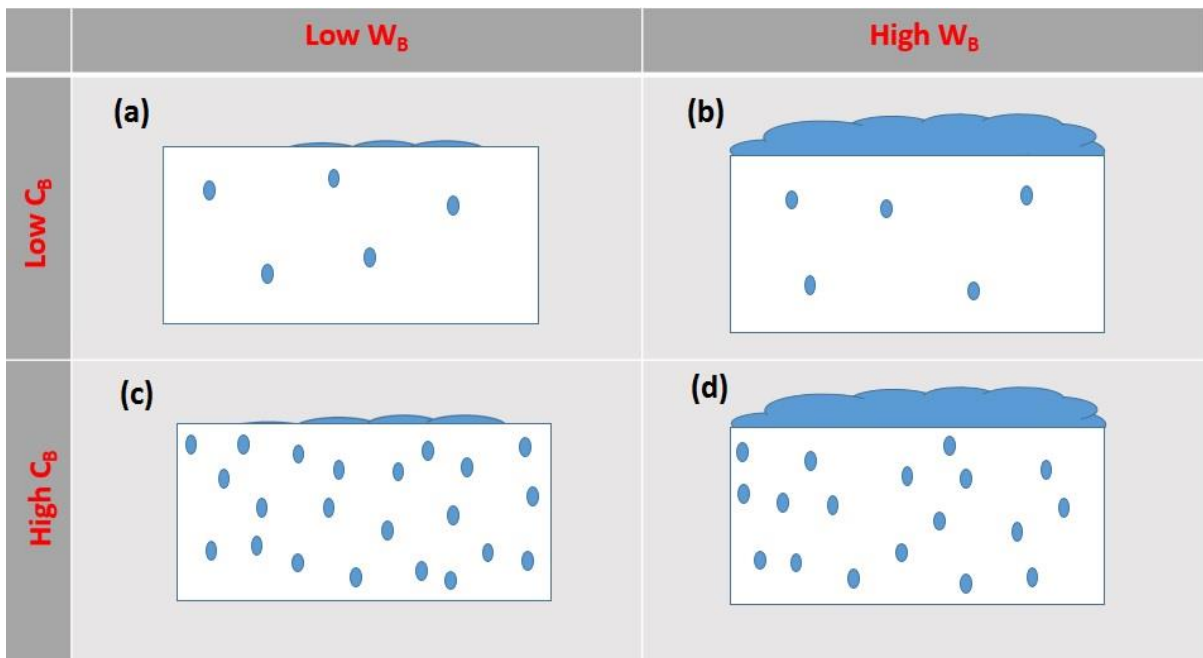 Low W_B
High W_B
Low C_B
(a)
(b)
High C_B
(c)
(d)